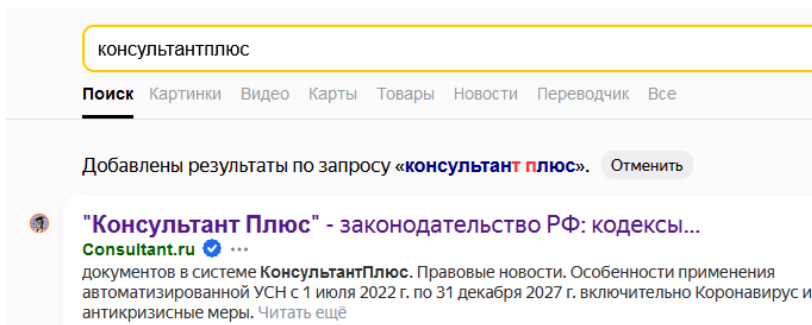 консультантплюс
Поиск Картинки Видео Карты Товары Новости Переводчик Все
Добавлены результаты по запросу «консультант плюс». Отменить
"Консультант Плюс" - законодательство РФ: кодексы...
Consultant.ru ···
документов в системе КонсультантПлюс. Правовые новости. Особенности применения
автоматизированной УСН с 1 июля 2022 г. по 31 декабря 2027 г. включительно Коронавирус и
антикризисные меры. Читать ещё